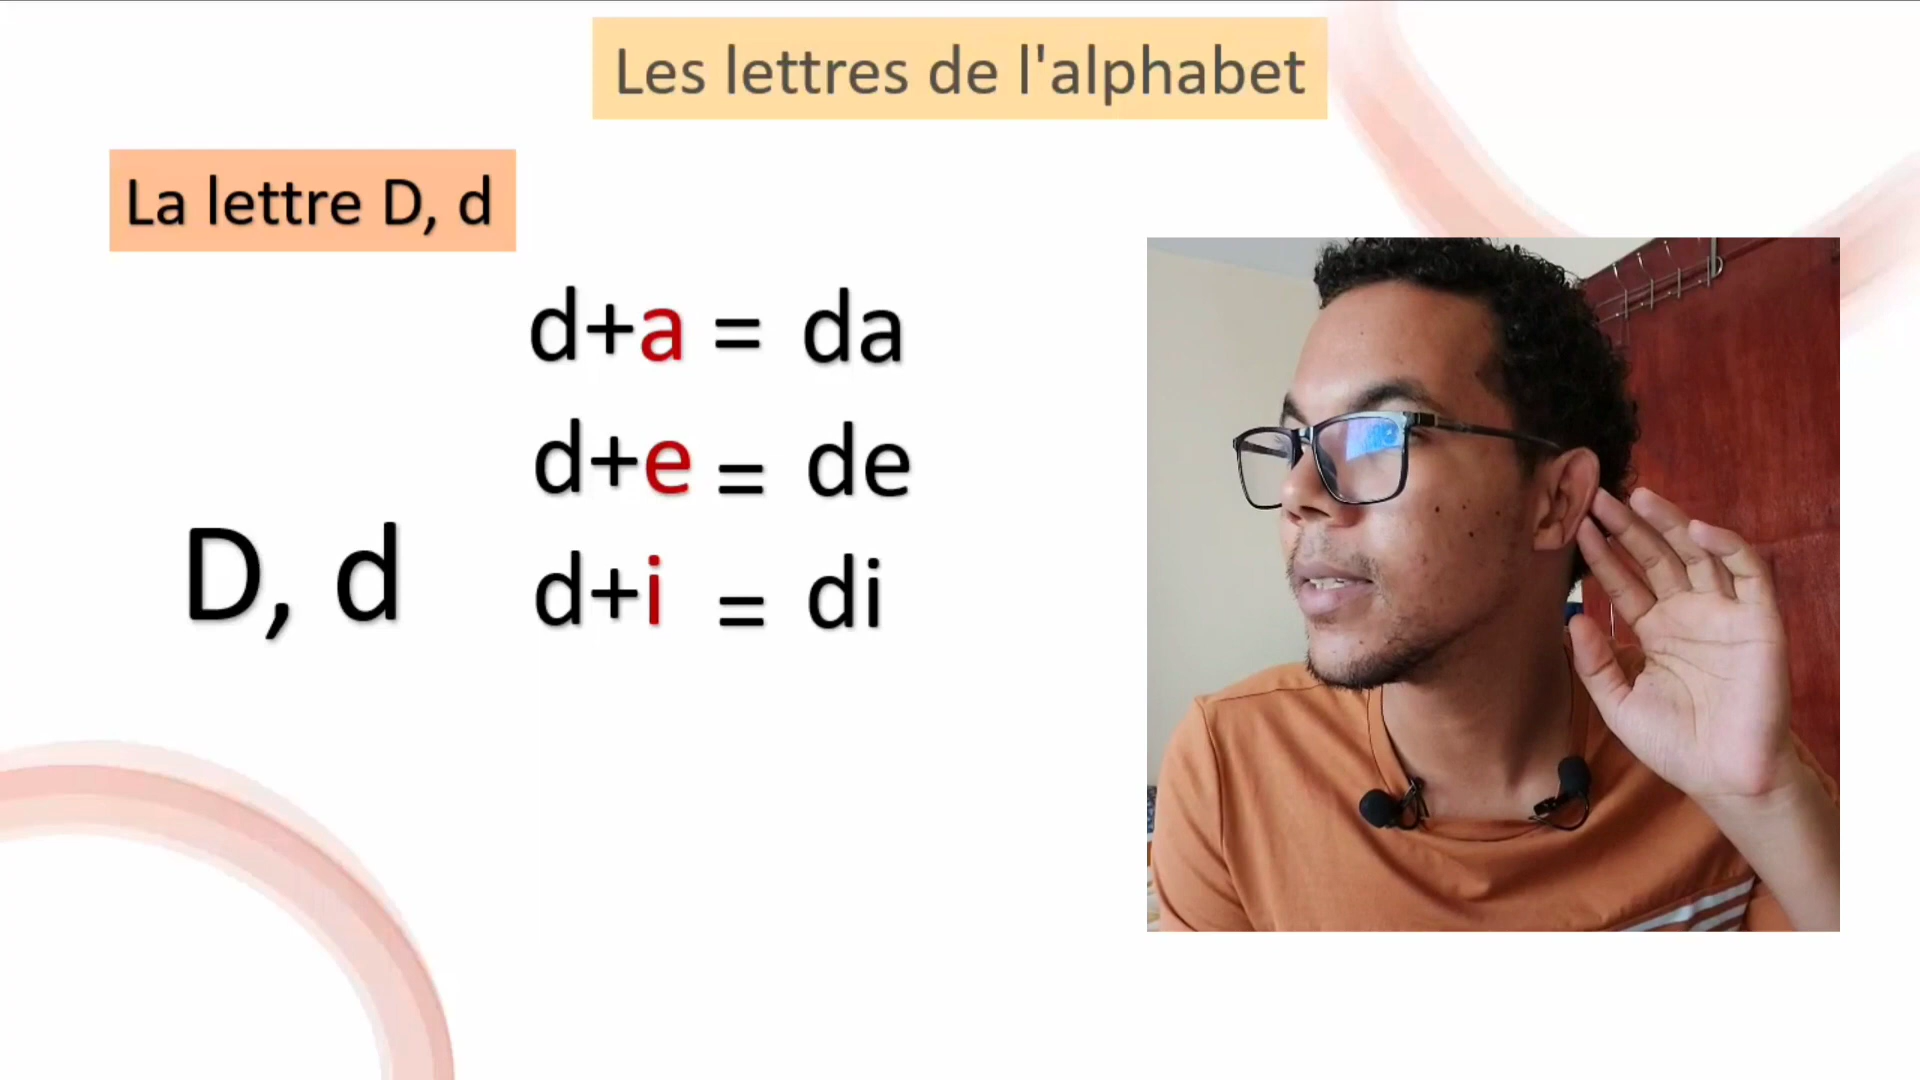 Les lettres de l'alphabet
La lettre D, d
d+a = da
d+e = de
D, d
d+i = di